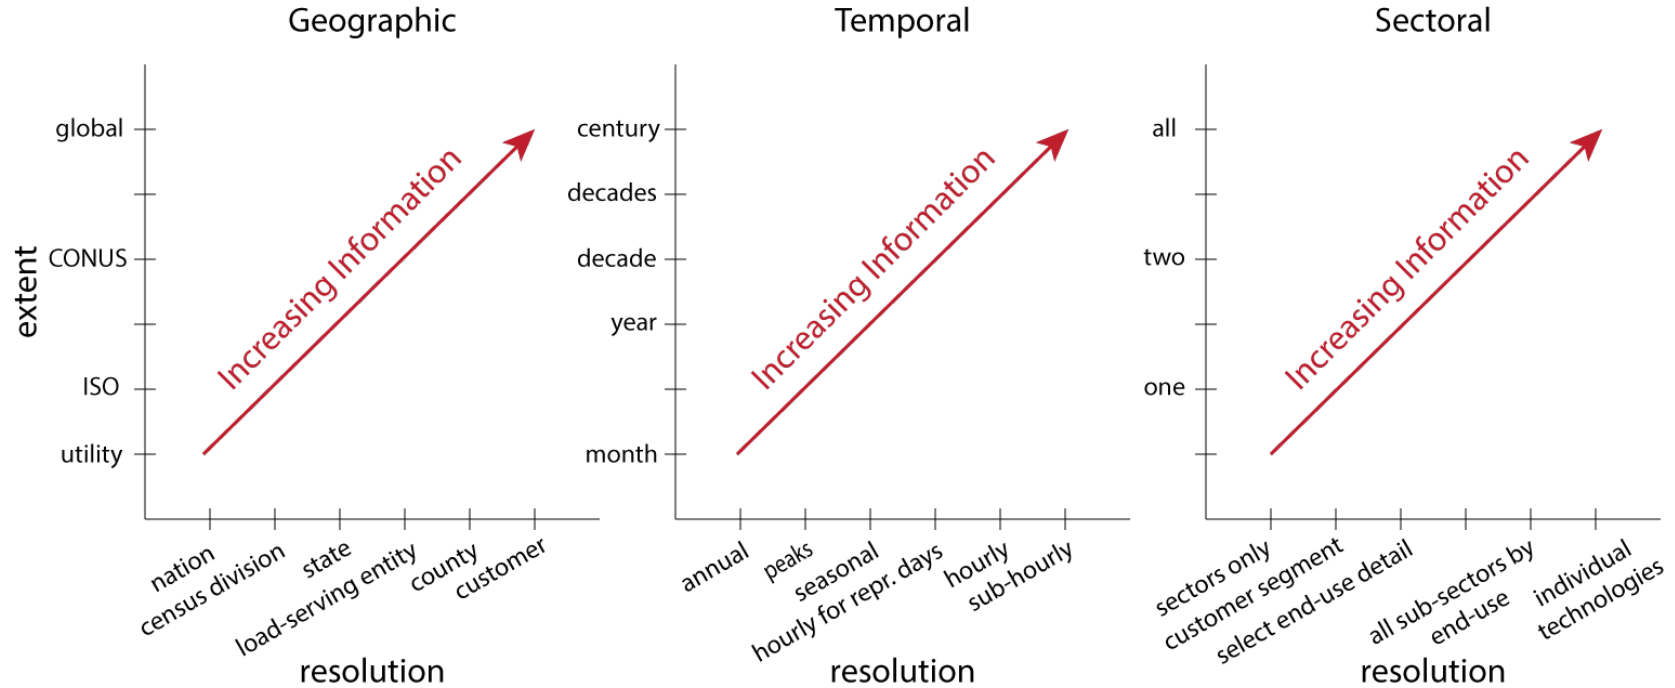 Geographic
Temporal
Sectoral
extent
global
CONUS
ISO
utility
Increasing Information
nation
census division
state
load-serving entity
county
customer
resolution
century
decades
decade
year
month
Increasing Information
annual
peaks
seasonal
hourly for repr. days
hourly
sub-hourly
resolution
all
two
one
Increasing Information
sectors only
customer segment
select end-use detail
all sub-sectors by
end-use
individual
technologies
resolution